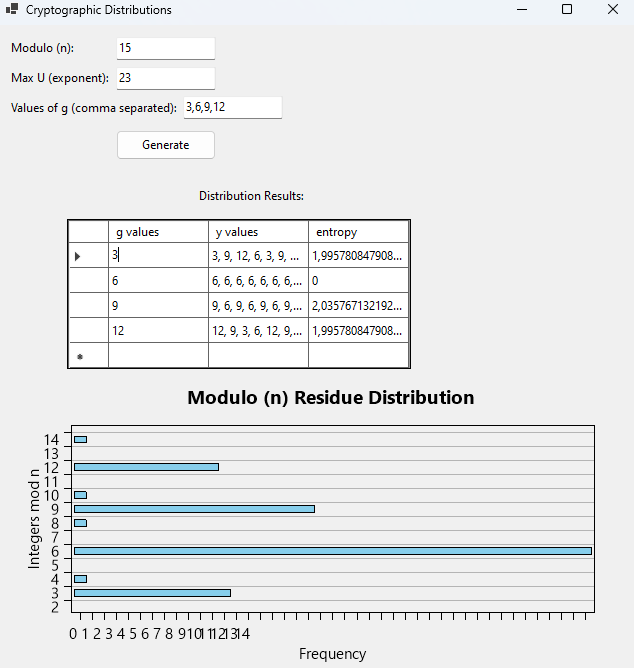 Cryptographic Distributions
Modulo (n): 15
Max U (exponent): 23
Values of g (comma separated): 3,6,9,12
Generate
Distribution Results:
g values y values entropy
3 3, 9, 12, 6, 3, 9, ... 1,995780847908...
6 6, 6, 6, 6, 6, 6, 6,... 0
9 9, 6, 9, 6, 9, 6, 9,... 2,035767132192...
12 12, 9, 3, 6, 12, 9,... 1,995780847908...
*
Modulo (n) Residue Distribution
Integers mod n
14
13
12
11
10
9
8
7
6
5
4
3
2
0 1 2 3 4 5 6 7 8 9 10 11 12 13 14
Frequency